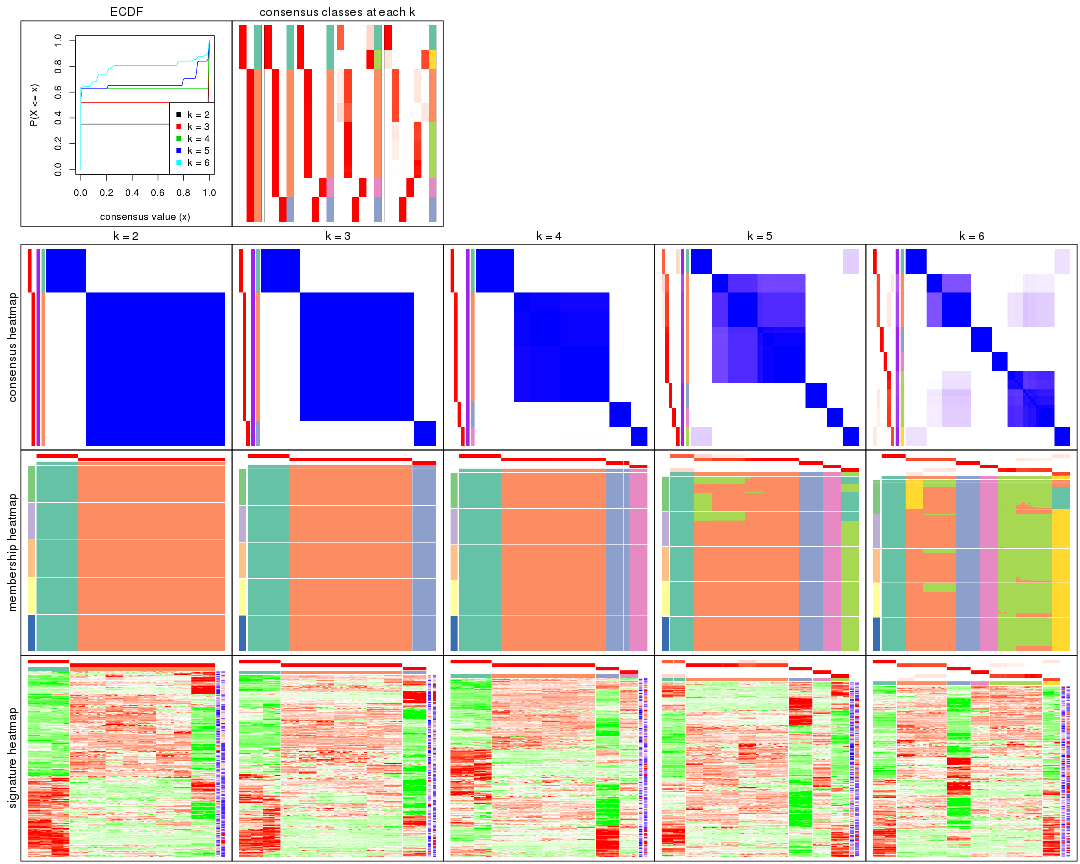 ECDF
consensus classes at each k
P(X <= x)
1.0
0.8
0.6
0.4
0.2
0.0
k = 2
k = 3
k = 4
k = 5
k = 6
0.0 0.2 0.4 0.6 0.8 1.0
consensus value (x)
k = 2
k = 3
k = 4
k = 5
k = 6
consensus heatmap
membership heatmap
signature heatmap